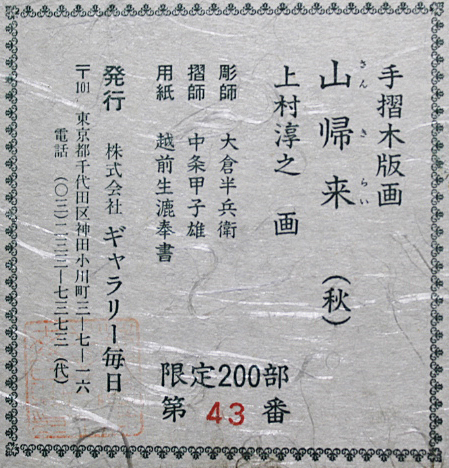 手摺木版画
山帰来（秋）
さんきらい
上村淳之　画
彫師　大倉半兵衛
摺師　中条甲子雄
用紙　越前生漉奉書
発行　株式会社 ギャラリー毎日
〒101 東京都千代田区神田小川町三－七－一六
電話　（〇三）二三三－七三七三（代）
限定200部
第 43 番